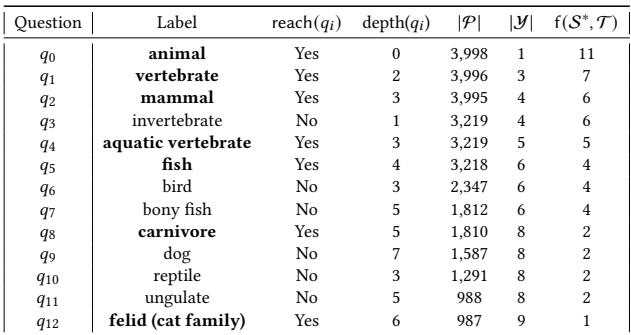 Question Label reach(qᵢ) depth(qᵢ) |𝒫| |𝒴| f(𝒮*, 𝒯)
q₀ animal Yes 0 3,998 1 11
q₁ vertebrate Yes 2 3,996 3 7
q₂ mammal Yes 3 3,995 4 6
q₃ invertebrate No 1 3,219 4 6
q₄ aquatic vertebrate Yes 3 3,219 5 5
q₅ fish Yes 4 3,218 6 4
q₆ bird No 3 2,347 6 4
q₇ bony fish No 5 1,812 6 4
q₈ carnivore Yes 5 1,810 8 2
q₉ dog No 7 1,587 8 2
q₁₀ reptile No 3 1,291 8 2
q₁₁ ungulate No 5 988 8 2
q₁₂ felid (cat family) Yes 6 987 9 1